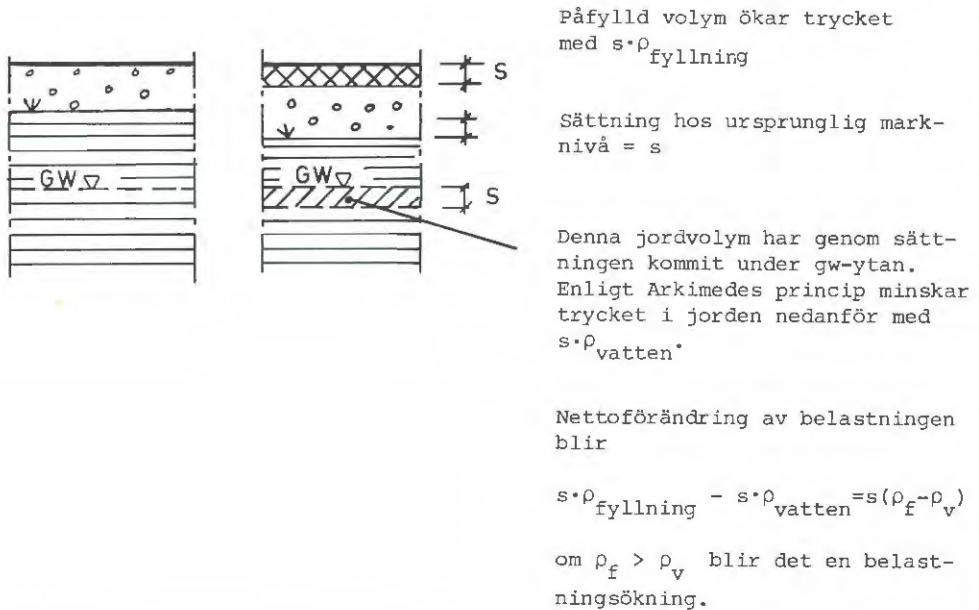 Påfylld volym ökar trycket
med s·ρfyllning
S
Sättning hos ursprunglig mark-
nivå = s
GW
GW
S
Denna jordvolym har genom sätt-
ningen kommit under gw-ytan.
Enligt Arkimedes princip minskar
trycket i jorden nedanför med
s·ρvatten.
Nettoförändring av belastningen
blir
s·ρfyllning - s·ρvatten=s(ρf-ρv)
om ρf > ρv blir det en belast-
ningsökning.